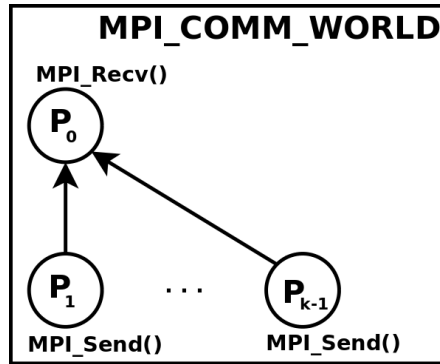 MPI_COMM_WORLD
MPI_Recv()
P0
P1
. . .
Pk-1
MPI_Send()
MPI_Send()